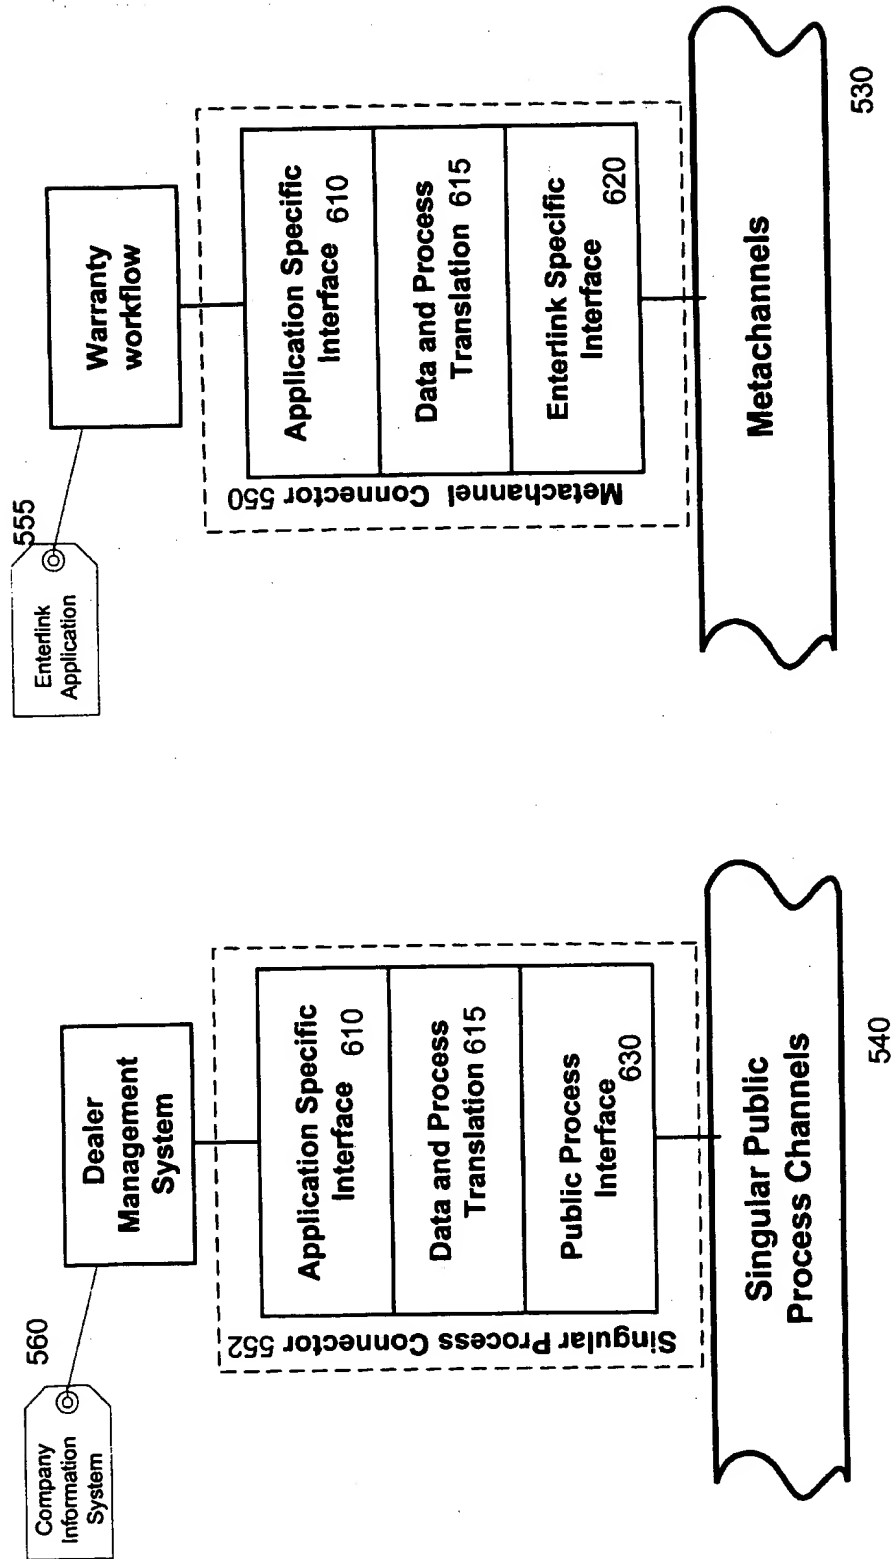 Company
Information
System
560
Dealer
Management
System
Singular Process Connector 552
Application Specific
Interface 610
Data and Process
Translation 615
Public Process
Interface
630
Singular Public
Process Channels
540
Enterlink
Application
555
Warranty
workflow
Metachannel Connector 550
Application Specific
Interface 610
Data and Process
Translation 615
Enterlink Specific
Interface
620
Metachannels
530